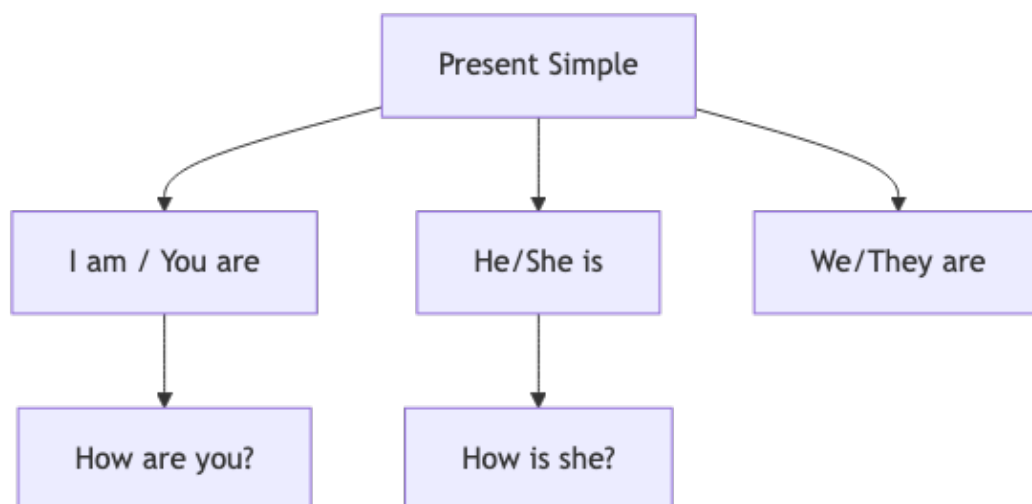 Present Simple
I am / You are
He/She is
We/They are
How are you?
How is she?